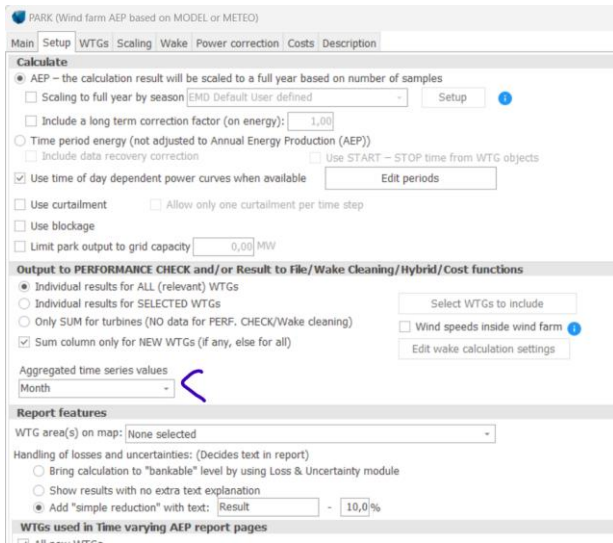 PARK (Wind farm AEP based on MODEL or METEO)
Main Setup WTGs Scaling Wake Power correction Costs Description
Calculate
AEP – the calculation result will be scaled to a full year based on number of samples
Scaling to full year by season EMD Default User defined Setup i
Include a long term correction factor (on energy): 1,00
Time period energy (not adjusted to Annual Energy Production (AEP))
Include data recovery correction Use START – STOP time from WTG objects
Use time of day dependent power curves when available Edit periods
Use curtailment Allow only one curtailment per time step
Use blockage
Limit park output to grid capacity 0,00 MW
Output to PERFORMANCE CHECK and/or Result to File/Wake Cleaning/Hybrid/Cost functions
Individual results for ALL (relevant) WTGs
Individual results for SELECTED WTGs Select WTGs to include
Only SUM for turbines (NO data for PERF. CHECK/Wake cleaning) Wind speeds inside wind farm i
Sum column only for NEW WTGs (if any, else for all) Edit wake calculation settings
Aggregated time series values
Month
Report features
WTG area(s) on map: None selected
Handling of losses and uncertainties: (Decides text in report)
Bring calculation to "bankable" level by using Loss & Uncertainty module
Show results with no extra text explanation
Add "simple reduction" with text: Result - 10,0 %
WTGs used in Time varying AEP report pages
All new WTGs